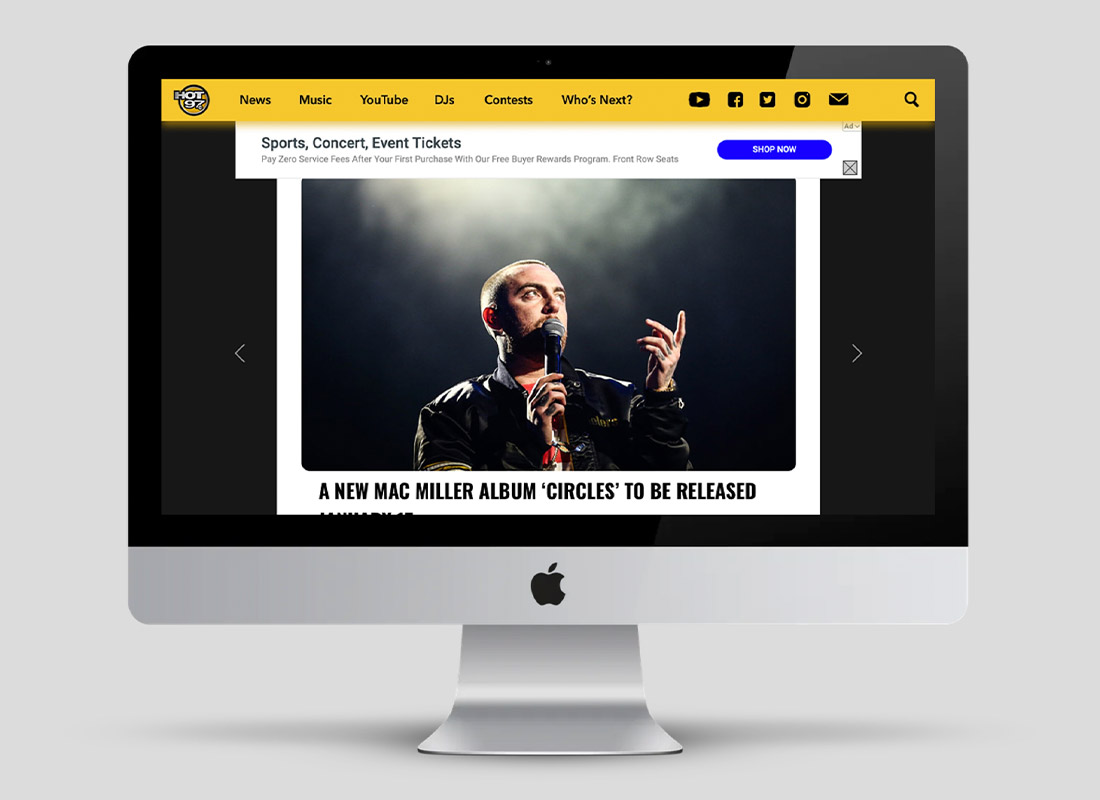 HOT
97
News Music YouTube DJs Contests Who's Next?
Ad
Sports, Concert, Event Tickets
Pay Zero Service Fees After Your First Purchase With Our Free Buyer Rewards Program. Front Row Seats
SHOP NOW
A NEW MAC MILLER ALBUM ‘CIRCLES’ TO BE RELEASED